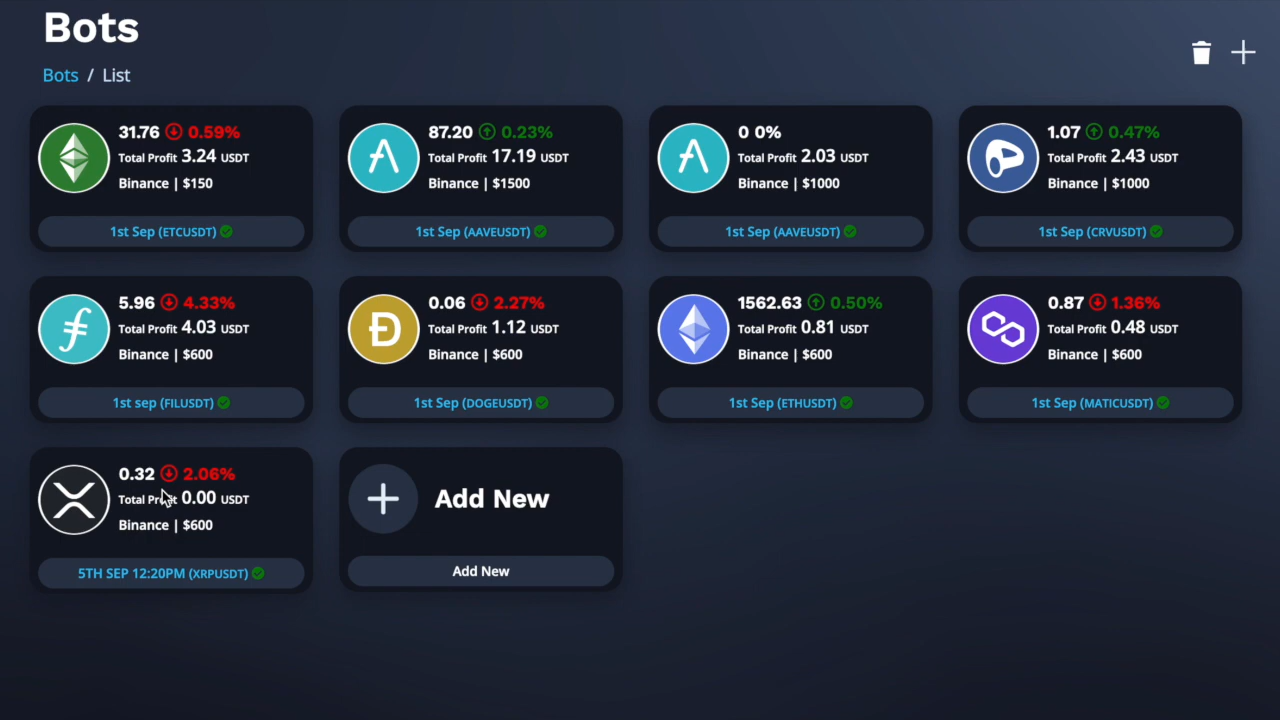 Bots
Bots / List
31.76 0.59%
Total Profit 3.24 USDT
Binance | $150
1st Sep (ETCUSDT)
87.20 0.23%
Total Profit 17.19 USDT
Binance | $1500
1st Sep (AAVEUSDT)
0 0%
Total Profit 2.03 USDT
Binance | $1000
1st Sep (AAVEUSDT)
1.07 0.47%
Total Profit 2.43 USDT
Binance | $1000
1st Sep (CRVUSDT)
5.96 4.33%
Total Profit 4.03 USDT
Binance | $600
1st sep (FILUSDT)
0.06 2.27%
Total Profit 1.12 USDT
Binance | $600
1st Sep (DOGEUSDT)
1562.63 0.50%
Total Profit 0.81 USDT
Binance | $600
1st Sep (ETHUSDT)
0.87 1.36%
Total Profit 0.48 USDT
Binance | $600
1st Sep (MATICUSDT)
0.32 2.06%
Total Profit 0.00 USDT
Binance | $600
5TH SEP 12:20PM (XRPUSDT)
Add New
Add New